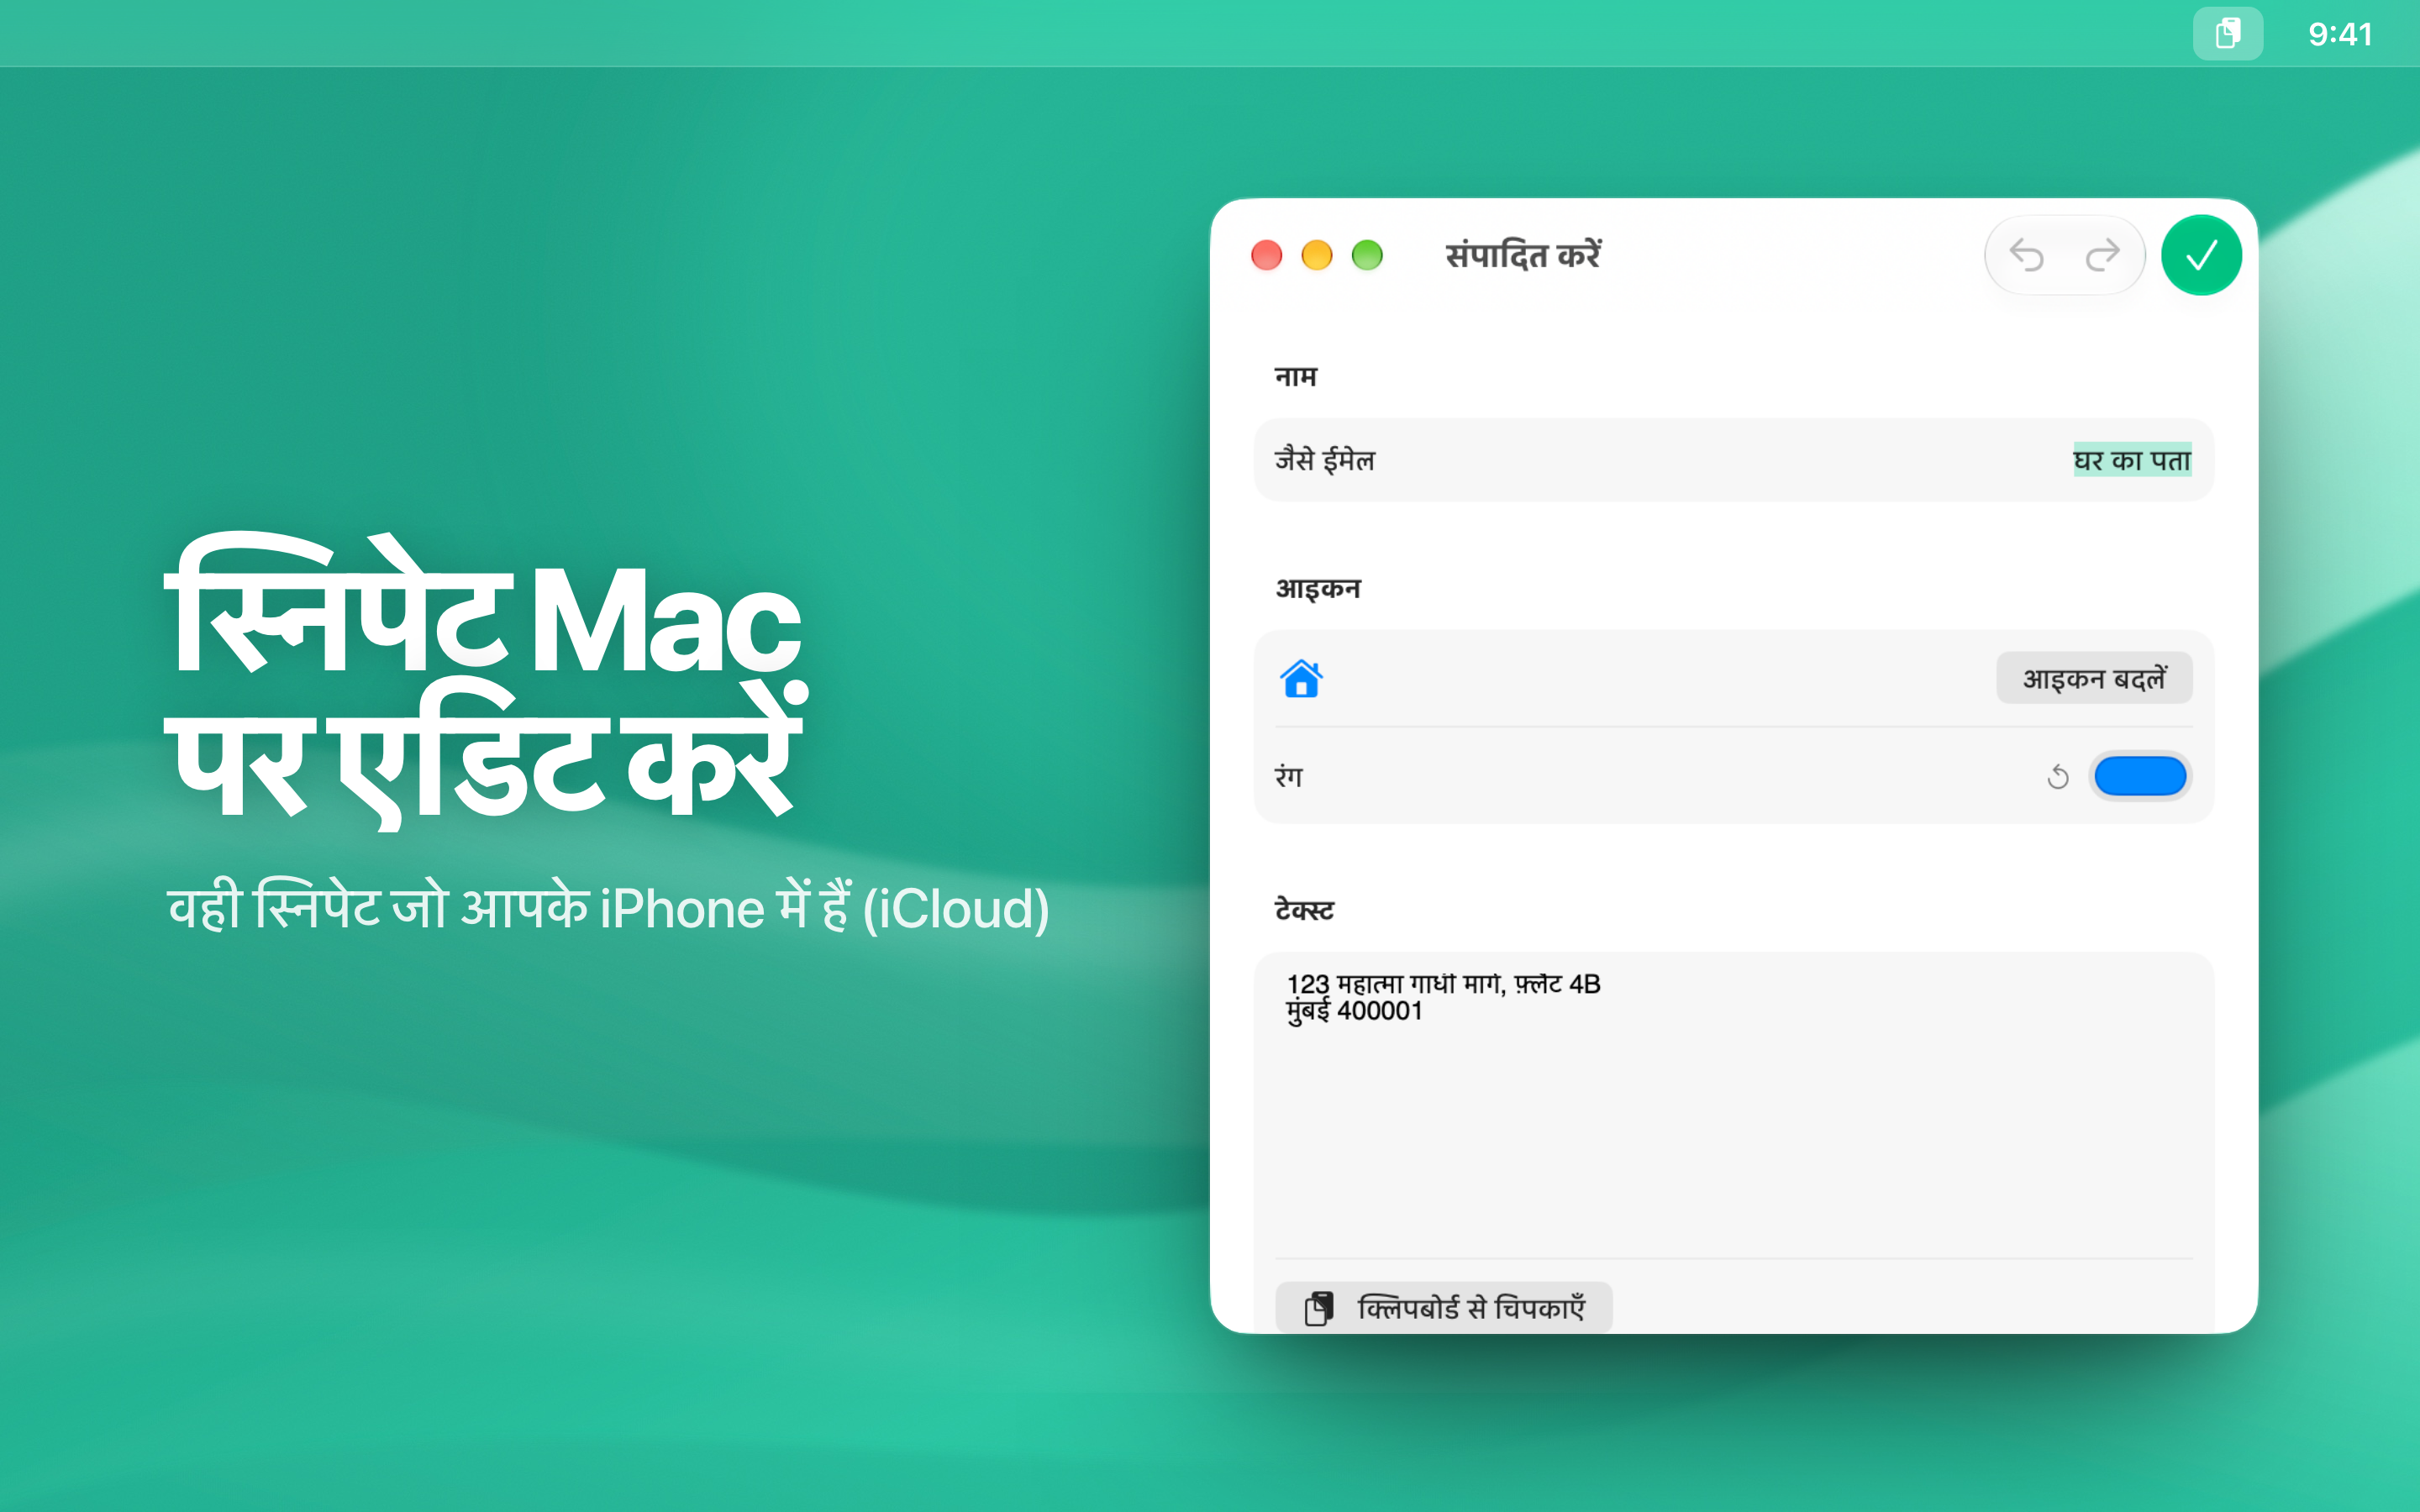 9:41
स्निपेट Mac
पर एडिट करें
वही स्निपेट जो आपके iPhone में हैं (iCloud)
संपादित करें
नाम
जैसे ईमेल
घर का पता
आइकन
आइकन बदलें
रंग
टेक्स्ट
123 महात्मा गांधी मार्ग, फ़्लैट 4B
मुंबई 400001
क्लिपबोर्ड से चिपकाएँ